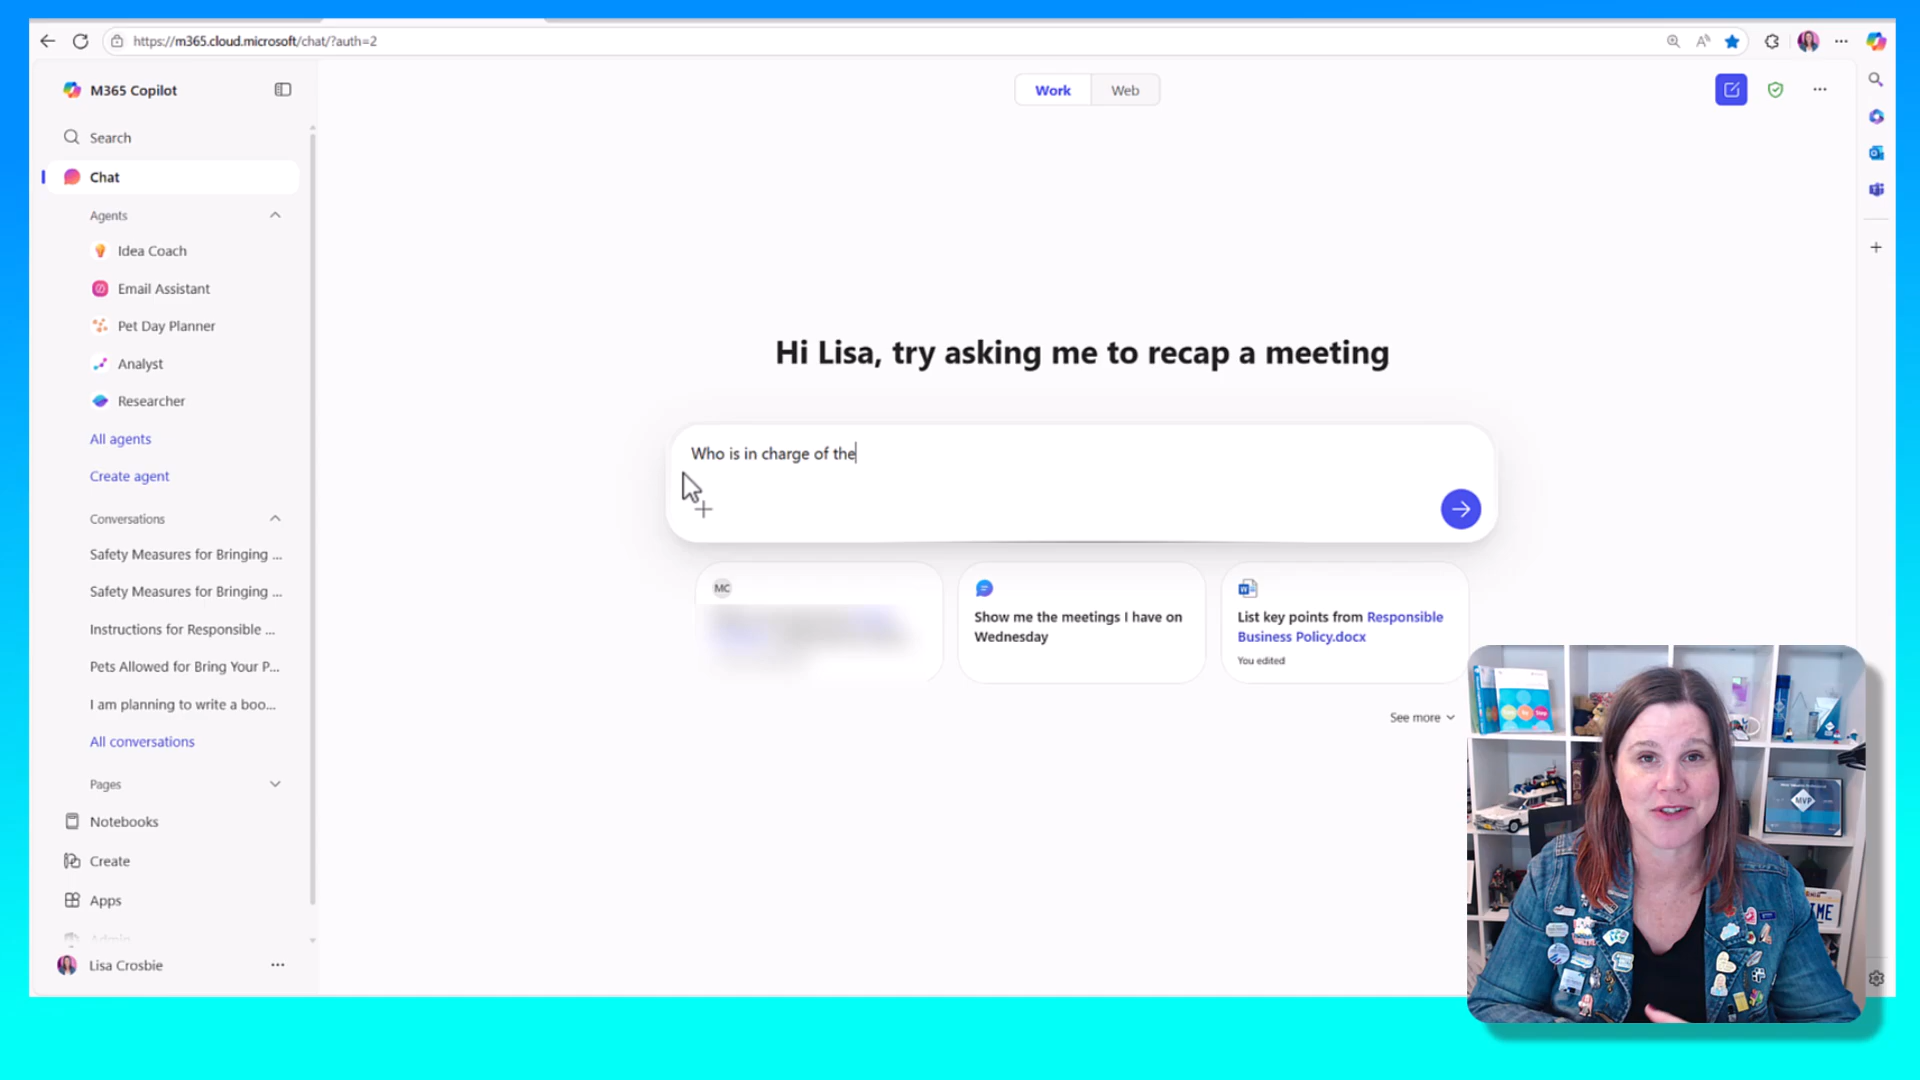 https://m365.cloud.microsoft/chat/?auth=2
M365 Copilot
Search
Chat
Agents
Idea Coach
Email Assistant
Pet Day Planner
Analyst
Researcher
All agents
Create agent
Conversations
Safety Measures for Bringing ...
Safety Measures for Bringing ...
Instructions for Responsible ...
Pets Allowed for Bring Your P...
I am planning to write a boo...
All conversations
Pages
Notebooks
Create
Apps
Admin
Lisa Crosbie
Work Web
Hi Lisa, try asking me to recap a meeting
Who is in charge of the
MC
Show me the meetings I have on
Wednesday
List key points from Responsible
Business Policy.docx
You edited
See more
MVP